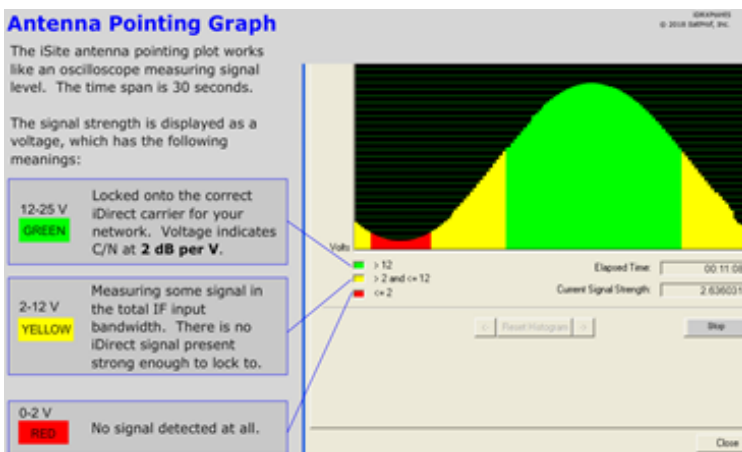 Antenna Pointing Graph
© 2018 SatProf, Inc.
The iSite antenna pointing plot works
like an oscilloscope measuring signal
level. The time span is 30 seconds.
The signal strength is displayed as a
voltage, which has the following
meanings:
12-25 V
GREEN
Locked onto the correct
iDirect carrier for your
network. Voltage indicates
C/N at 2 dB per V.
2-12 V
YELLOW
Measuring some signal in
the total IF input
bandwidth. There is no
iDirect signal present
strong enough to lock to.
0-2 V
RED
No signal detected at all.
Volts
> 12
> 2 and <= 12
<= 2
Elapsed Time:
00:11:08
Current Signal Strength:
2.636031
<- Reset Histogram ->
Stop
Close